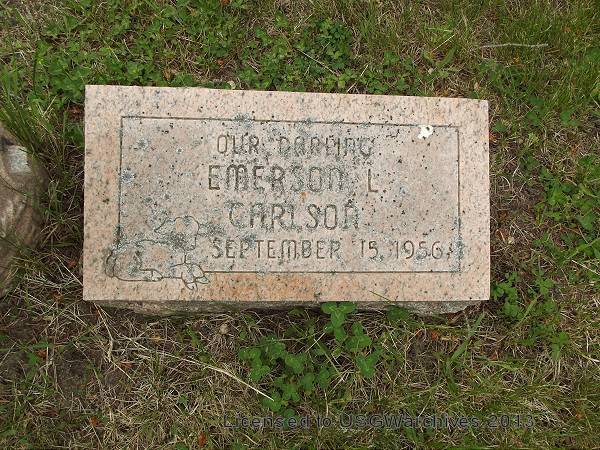 OUR DARLING
EMERSON L.
CARLSON
SEPTEMBER 15, 1956
Licensed to USGWarchives 2013